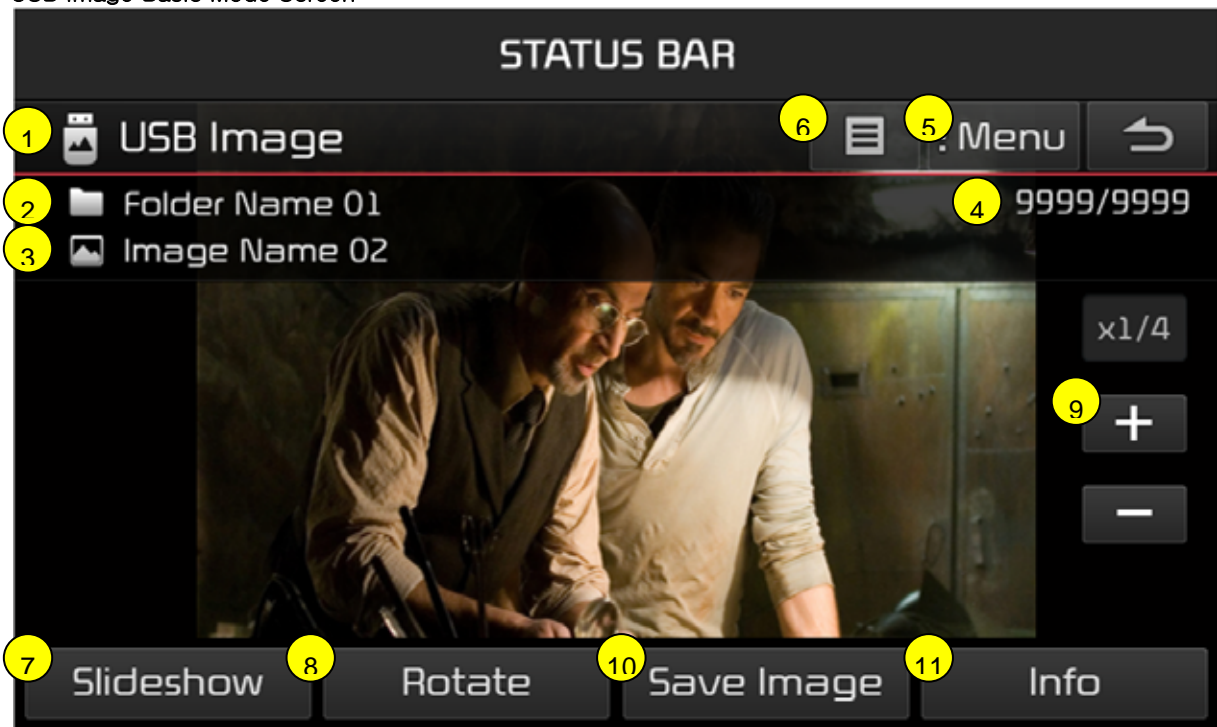 USB Image Basic Mode Screen
STATUS BAR
1 USB Image 6 5 : Menu
2 Folder Name 01 4 9999/9999
3 Image Name 02
x1/4
9 +
−
7 Slideshow 8 Rotate 10 Save Image 11 Info